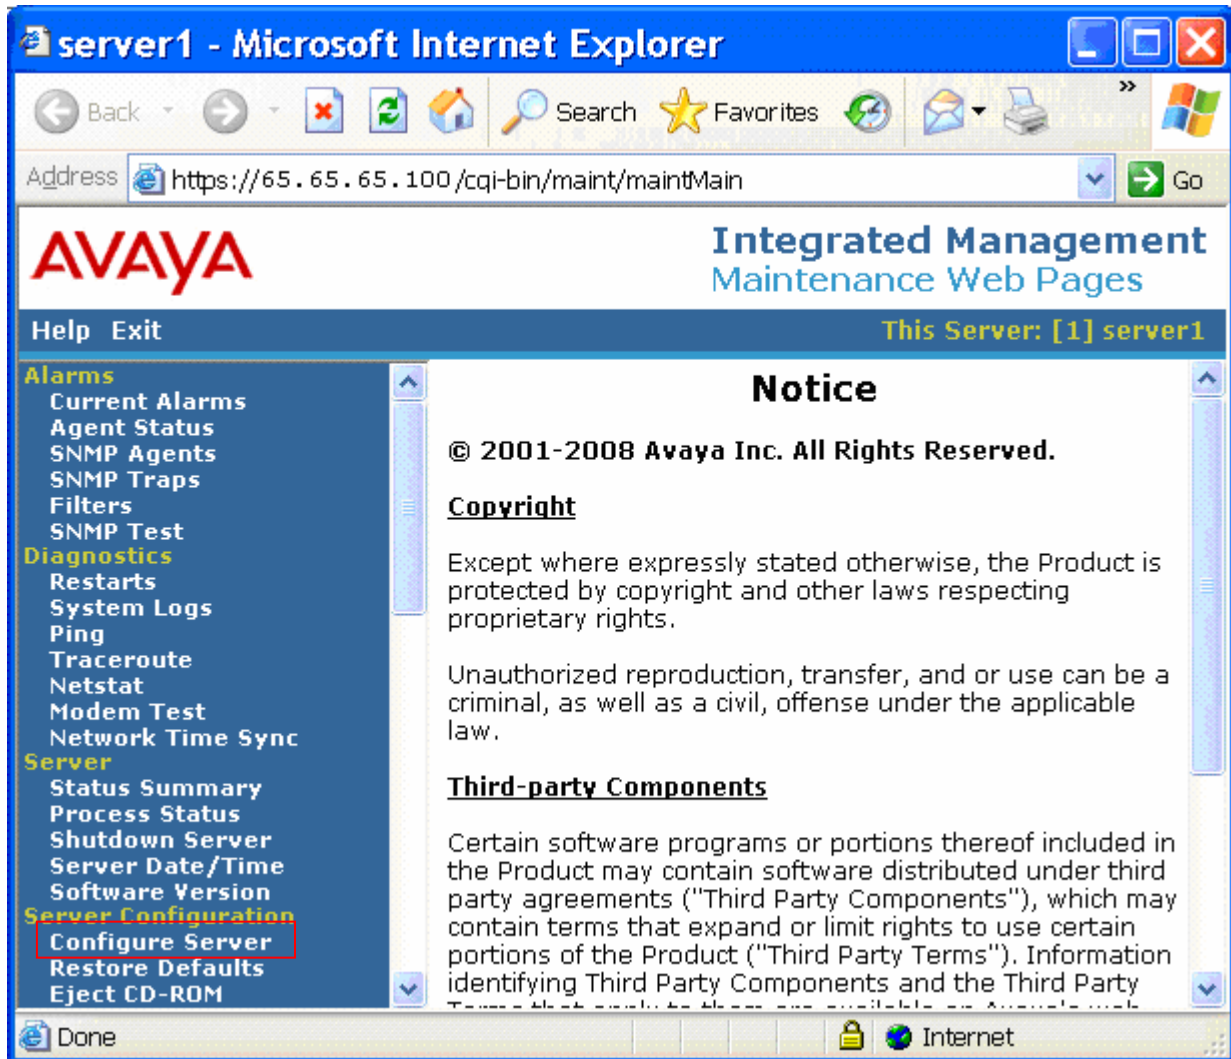 server1 - Microsoft Internet Explorer
Back Search Favorites »
Address https://65.65.65.100/cgi-bin/maint/maintMain Go
AVAYA
Integrated Management
Maintenance Web Pages
Help Exit This Server: [1] server1
Alarms
Current Alarms
Agent Status
SNMP Agents
SNMP Traps
Filters
SNMP Test
Diagnostics
Restarts
System Logs
Ping
Traceroute
Netstat
Modem Test
Network Time Sync
Server
Status Summary
Process Status
Shutdown Server
Server Date/Time
Software Version
Server Configuration
Configure Server
Restore Defaults
Eject CD-ROM
Notice
© 2001-2008 Avaya Inc. All Rights Reserved.
Copyright
Except where expressly stated otherwise, the Product is
protected by copyright and other laws respecting
proprietary rights.
Unauthorized reproduction, transfer, and or use can be a
criminal, as well as a civil, offense under the applicable
law.
Third-party Components
Certain software programs or portions thereof included in
the Product may contain software distributed under third
party agreements ("Third Party Components"), which may
contain terms that expand or limit rights to use certain
portions of the Product ("Third Party Terms"). Information
identifying Third Party Components and the Third Party
Done Internet